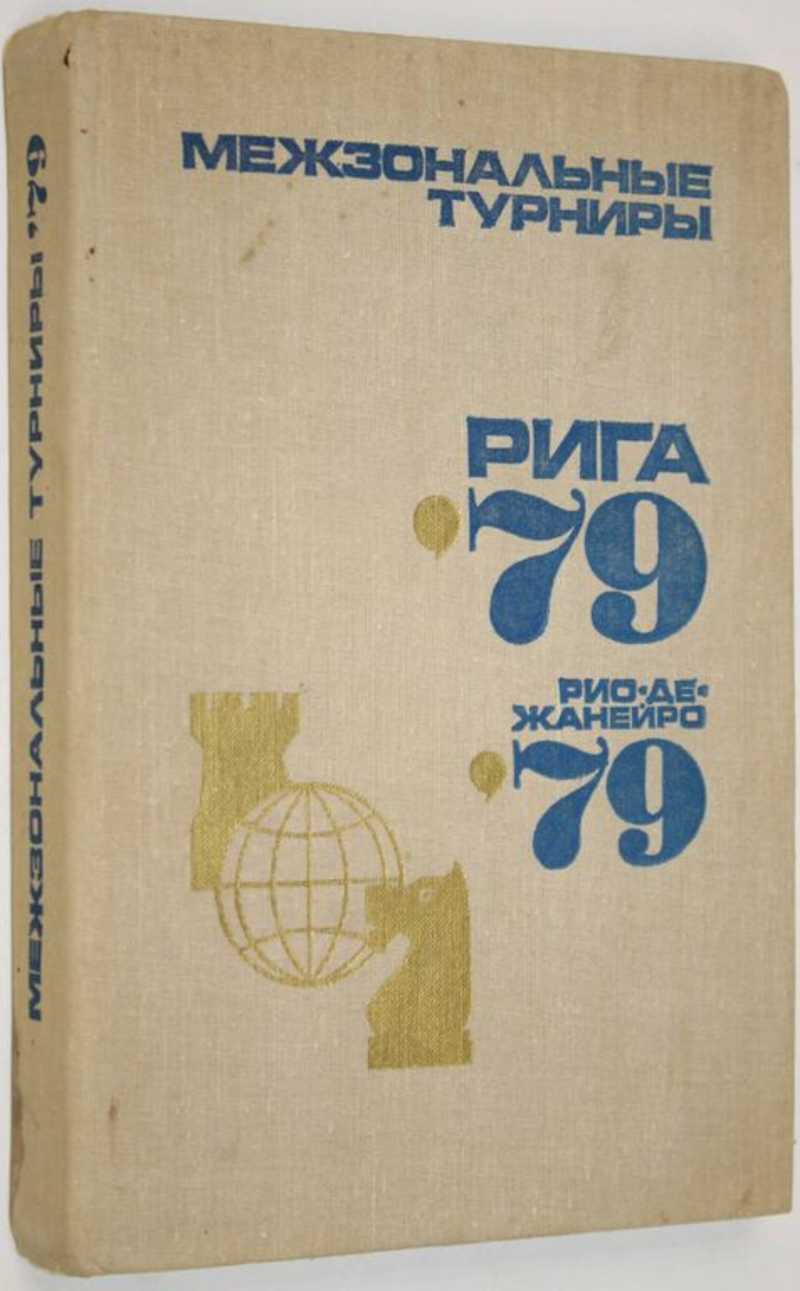 МЕЖЗОНАЛЬНЫЕ ТУРНИРЫ '79
МЕЖЗОНАЛЬНЫЕ
ТУРНИРЫ
РИГА
'79
РИО-ДЕ-
ЖАНЕЙРО
'79